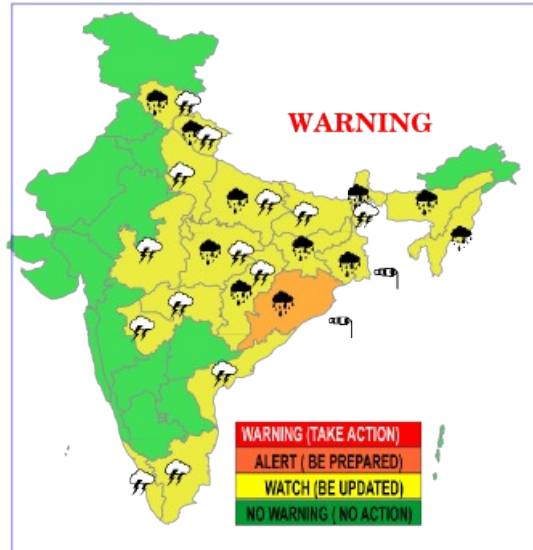 WARNING
WARNING (TAKE ACTION)
ALERT ( BE PREPARED)
WATCH (BE UPDATED)
NO WARNING ( NO ACTION)